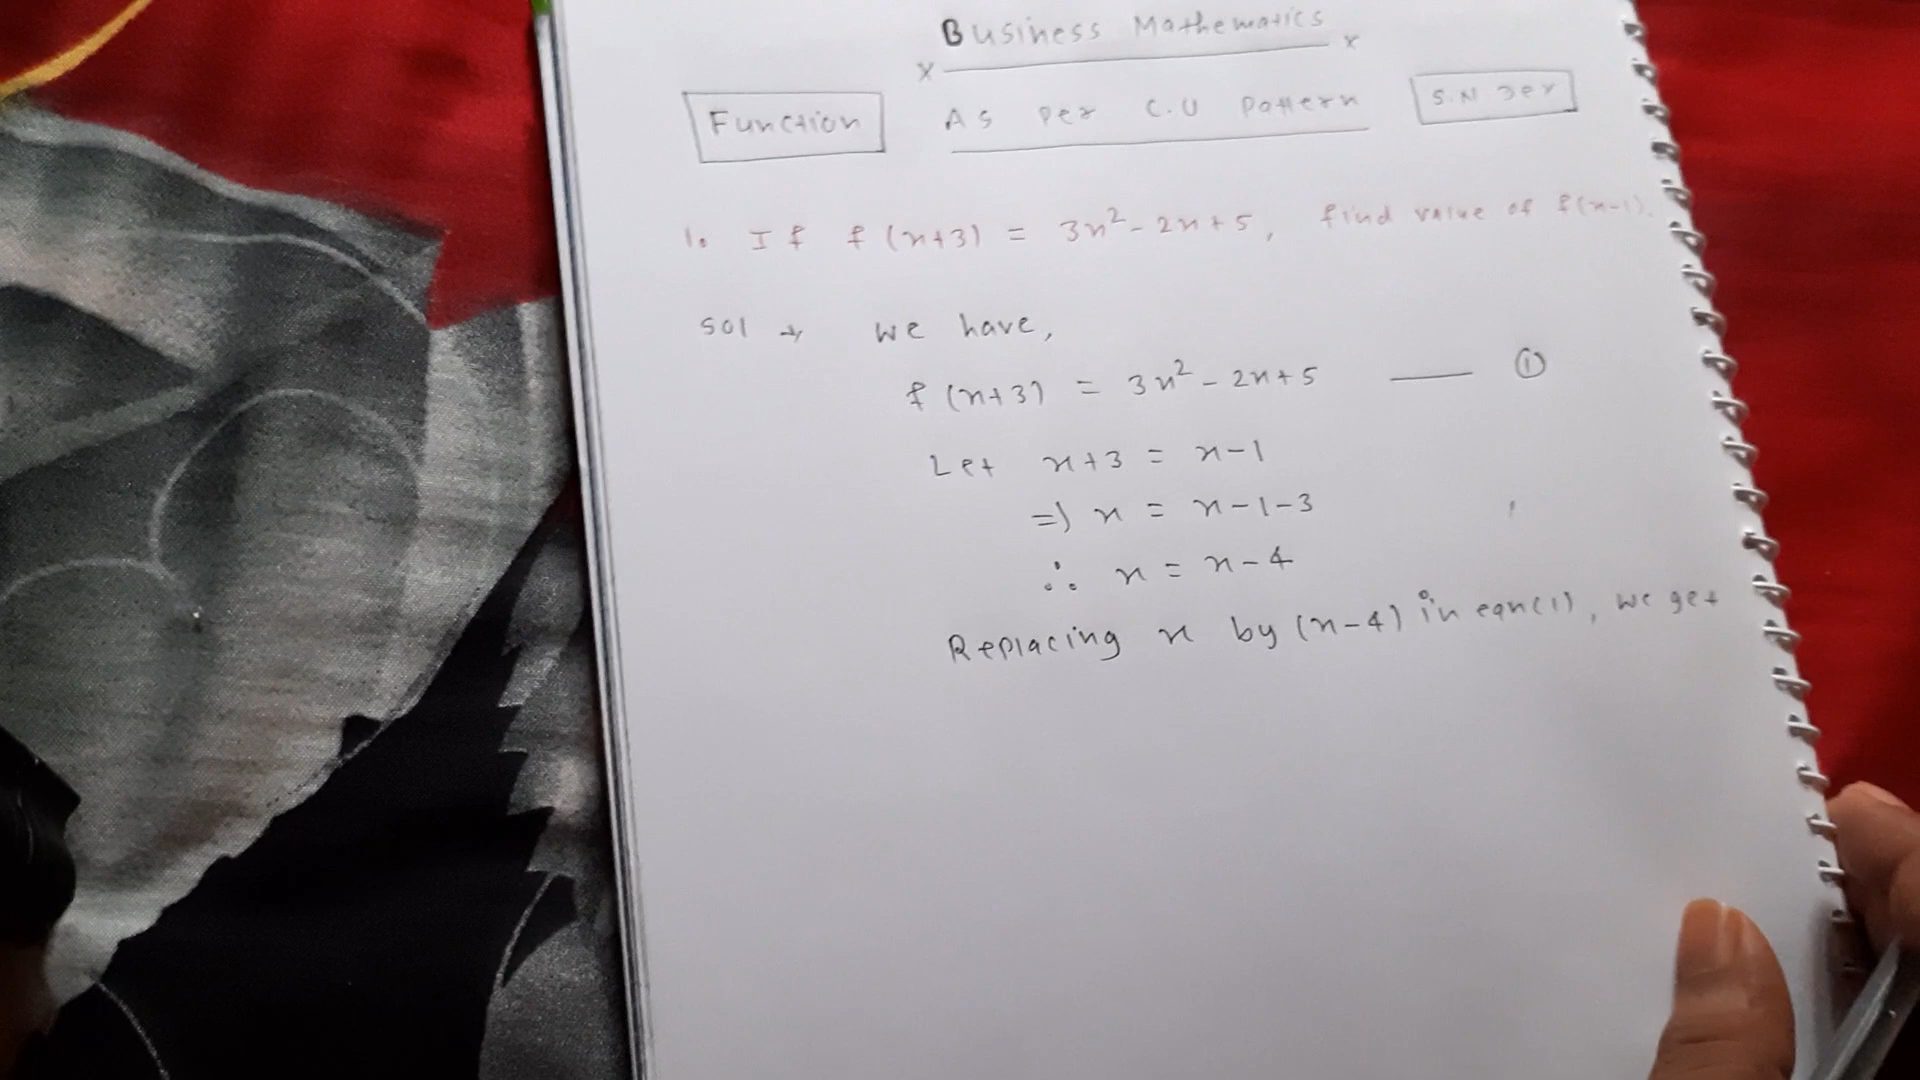 Business Mathematics
x x
Function As per C.U Pattern S.N Dey
1. If f(x+3) = 3x² - 2x + 5, find value of f(x-1).
Sol → we have,
f(x+3) = 3x² - 2x + 5 —— ①
Let x+3 = x-1
=> x = x-1-3
∴ x = x-4
Replacing x by (x-4) in eqn(1), we get